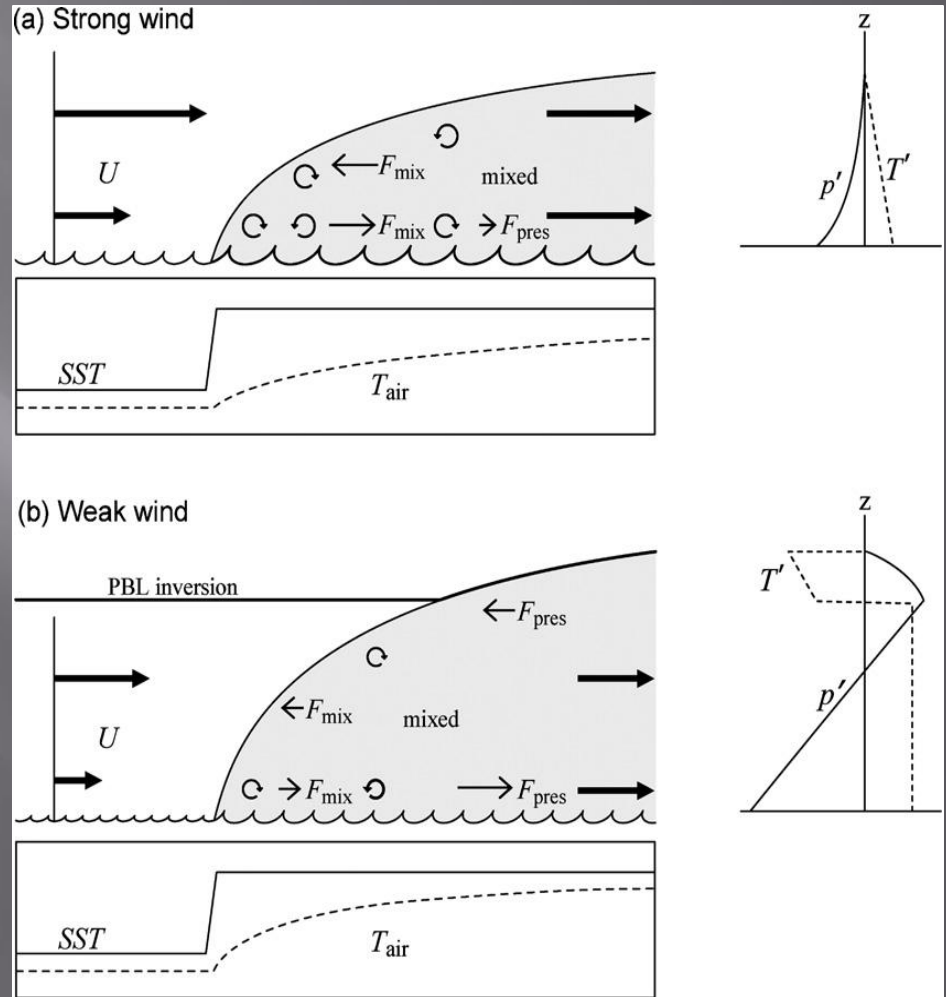 (a) Strong wind
z
U
F_mix
mixed
F_mix
F_pres
p′
T′
SST
T_air
(b) Weak wind
z
PBL inversion
T′
F_pres
U
F_mix
mixed
p′
F_mix
F_pres
SST
T_air